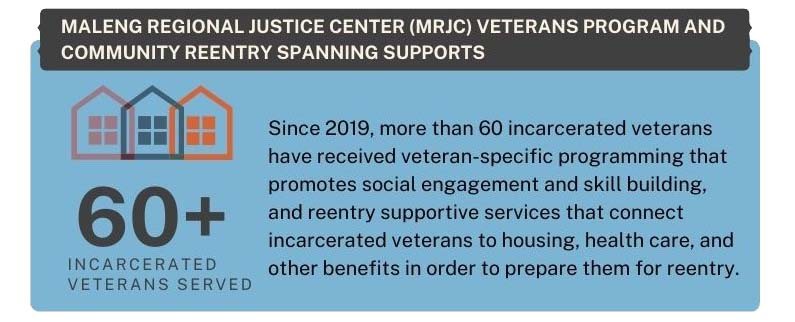 MALENG REGIONAL JUSTICE CENTER (MRJC) VETERANS PROGRAM AND
COMMUNITY REENTRY SPANNING SUPPORTS
60+
INCARCERATED
VETERANS SERVED
Since 2019, more than 60 incarcerated veterans
have received veteran-specific programming that
promotes social engagement and skill building,
and reentry supportive services that connect
incarcerated veterans to housing, health care, and
other benefits in order to prepare them for reentry.